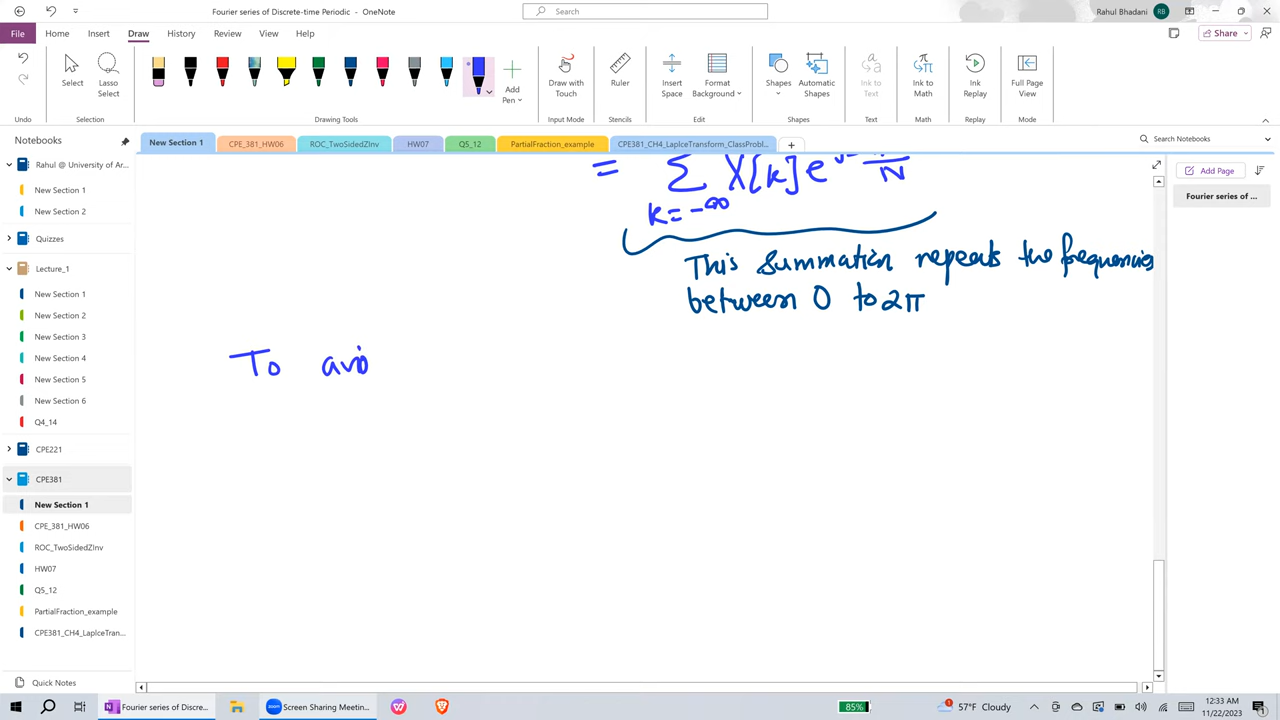 Fourier series of Discrete-time Periodic - OneNote
Search
Rahul Bhadani RB
File Home Insert Draw History Review View Help
Share
Undo
Select
Lasso Select
Add Pen
Draw with Touch
Ruler
Insert Space
Format Background
Shapes
Automatic Shapes
Ink to Text
Ink to Math
Ink Replay
Full Page View
Undo Selection Drawing Tools Input Mode Stencils Edit Shapes Text Math Replay View
Notebooks
New Section 1 CPE_381_HW06 ROC_TwoSidedZInv HW07 Q5_12 PartialFraction_example CPE381_CH4_LaplceTransform_ClassProbl... +
Search Notebooks
Rahul @ University of Ar...
New Section 1
New Section 2
Quizzes
Lecture_1
New Section 1
New Section 2
New Section 3
New Section 4
New Section 5
New Section 6
Q4_14
CPE221
CPE381
New Section 1
CPE_381_HW06
ROC_TwoSidedZInv
HW07
Q5_12
PartialFraction_example
CPE381_CH4_LaplceTran...
Quick Notes
= Σ X[k] e
N
k=-∞
This summation repeats the frequencies
between 0 to 2π
To avio
Add Page
Fourier series of ...
Fourier series of Discre...
Screen Sharing Meetin...
85%
57°F Cloudy
12:33 AM
11/22/2023